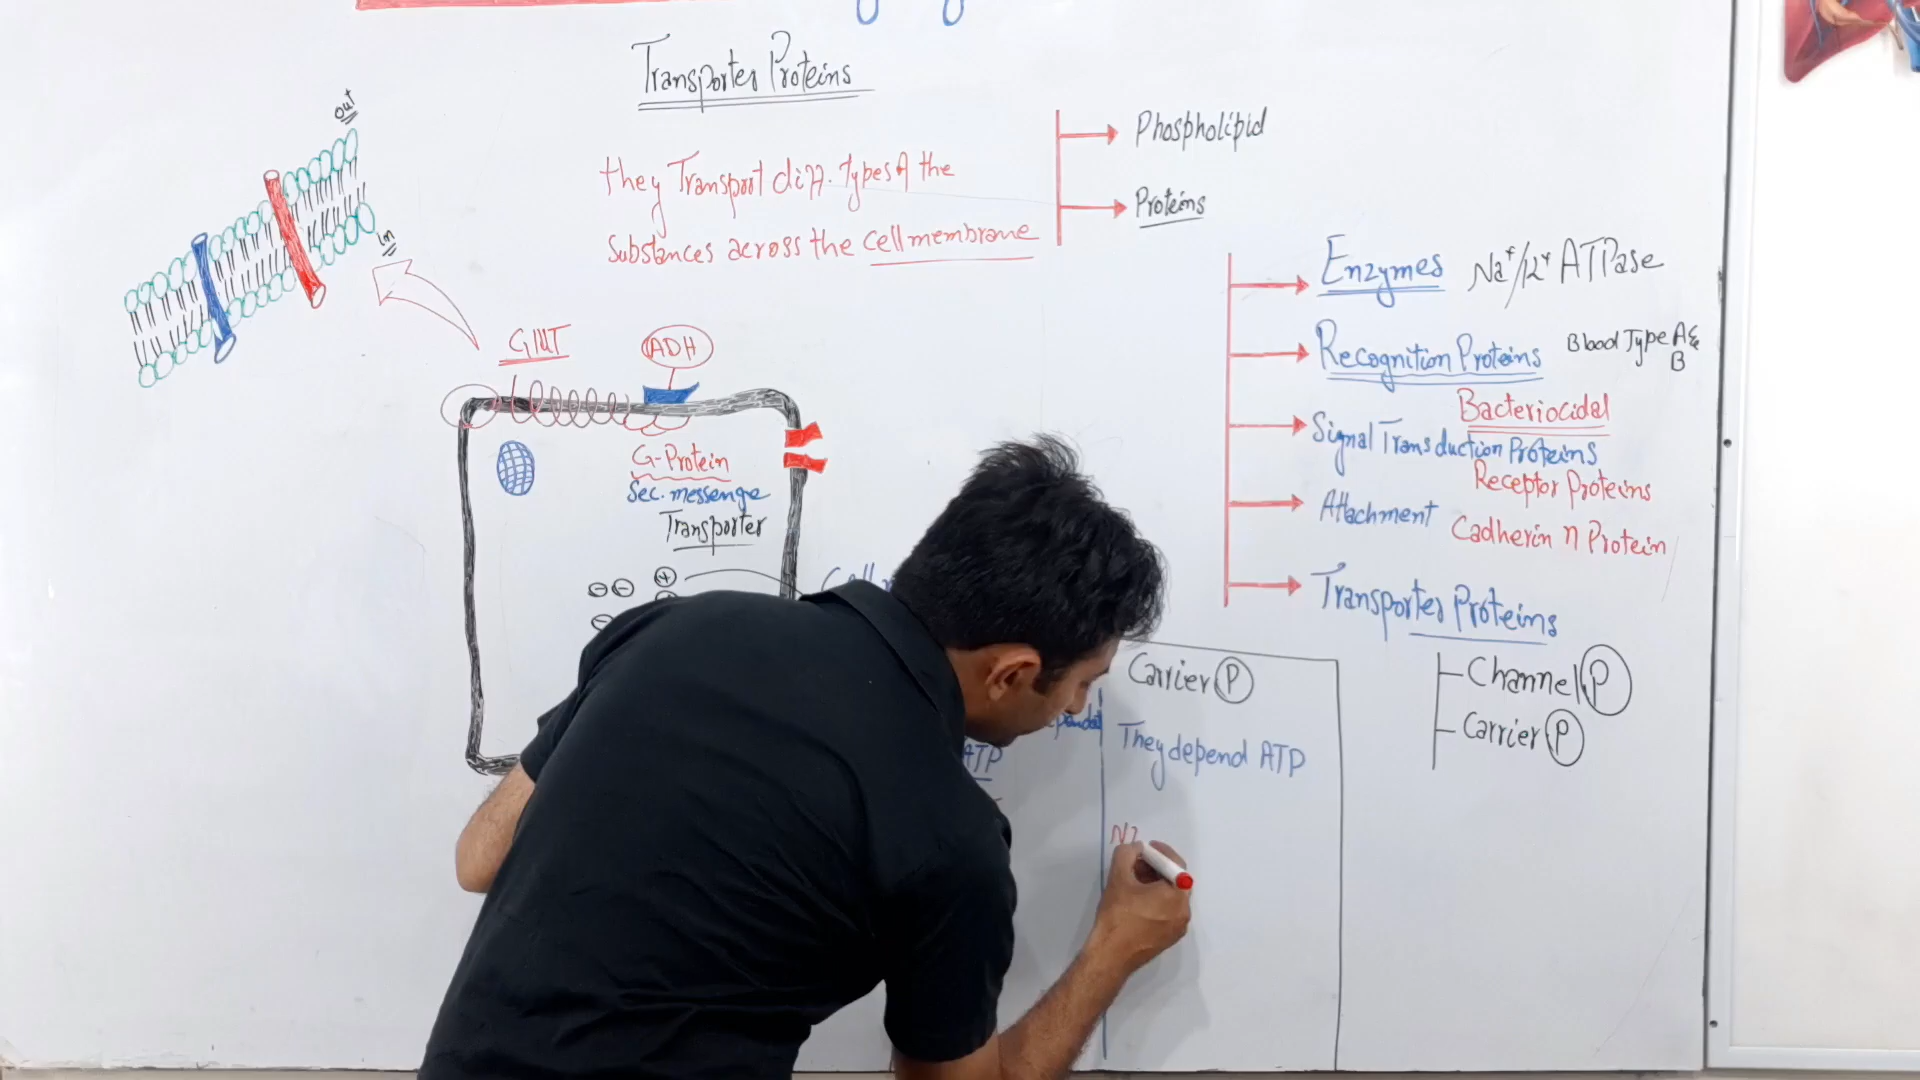 Transporter Proteins
they Transport diff. types of the
Substances across the Cell membrane
Phospholipid
Proteins
Enzymes Na⁺/K⁺ ATPase
Recognition Proteins Blood Type A &
B
Bacteriocidal
Signal Transduction Proteins
Receptor Proteins
Attachment Cadherin n Protein
Transporter Proteins
Channel P
Carrier P
out
in
GLUT
ADH
G-Protein
Sec. messenge
Transporter
Cell
Carrier P
ATP
They depend ATP